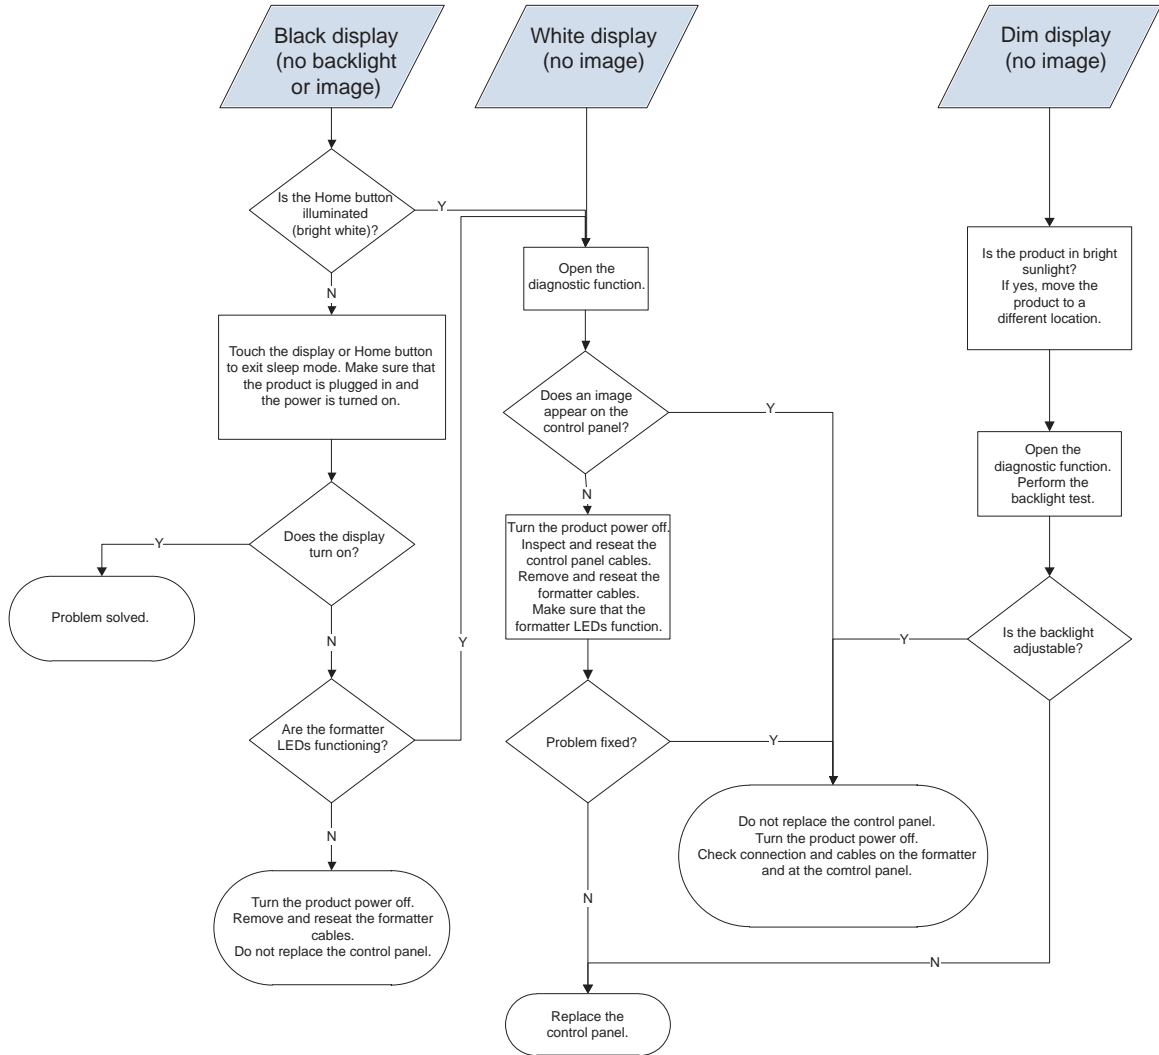 Black display
(no backlight
or image)
White display
(no image)
Dim display
(no image)
Is the Home button
illuminated
(bright white)?
Y
N
Touch the display or Home button
to exit sleep mode. Make sure that
the product is plugged in and
the power is turned on.
Does the display
turn on?
Y
Problem solved.
N
Are the formatter
LEDs functioning?
Y
N
Turn the product power off.
Remove and reseat the formatter
cables.
Do not replace the control panel.
Open the
diagnostic function.
Does an image
appear on the
control panel?
Y
N
Turn the product power off.
Inspect and reseat the
control panel cables.
Remove and reseat the
formatter cables.
Make sure that the
formatter LEDs function.
Problem fixed?
Y
N
Do not replace the control panel.
Turn the product power off.
Check connection and cables on the formatter
and at the comtrol panel.
Replace the
control panel.
Is the product in bright
sunlight?
If yes, move the
product to a
different location.
Open the
diagnostic function.
Perform the
backlight test.
Is the backlight
adjustable?
Y
N